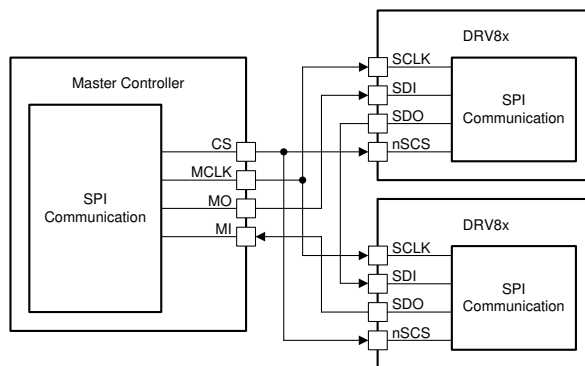 Master Controller
SPI
Communication
CS
MCLK
MO
MI
DRV8x
SCLK
SDI
SDO
nSCS
SPI
Communication
DRV8x
SCLK
SDI
SDO
nSCS
SPI
Communication